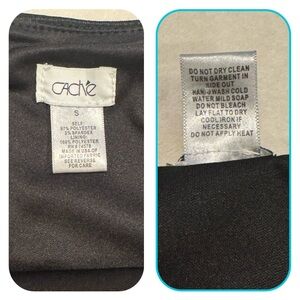 CACHÉ
S
SELF:
97% POLYESTER
3% SPANDEX
LINING:
100% POLYESTER
MADE IN USA OF
IMPORTED FABRIC
SEE REVERSE
FOR CARE
DO NOT DRY CLEAN
TURN GARMENT IN
SIDE OUT
HAND WASH COLD
WATER MILD SOAP
DO NOT BLEACH
LAY FLAT TO DRY
COOL IRON IF
NECESSARY
DO NOT APPLY HEAT